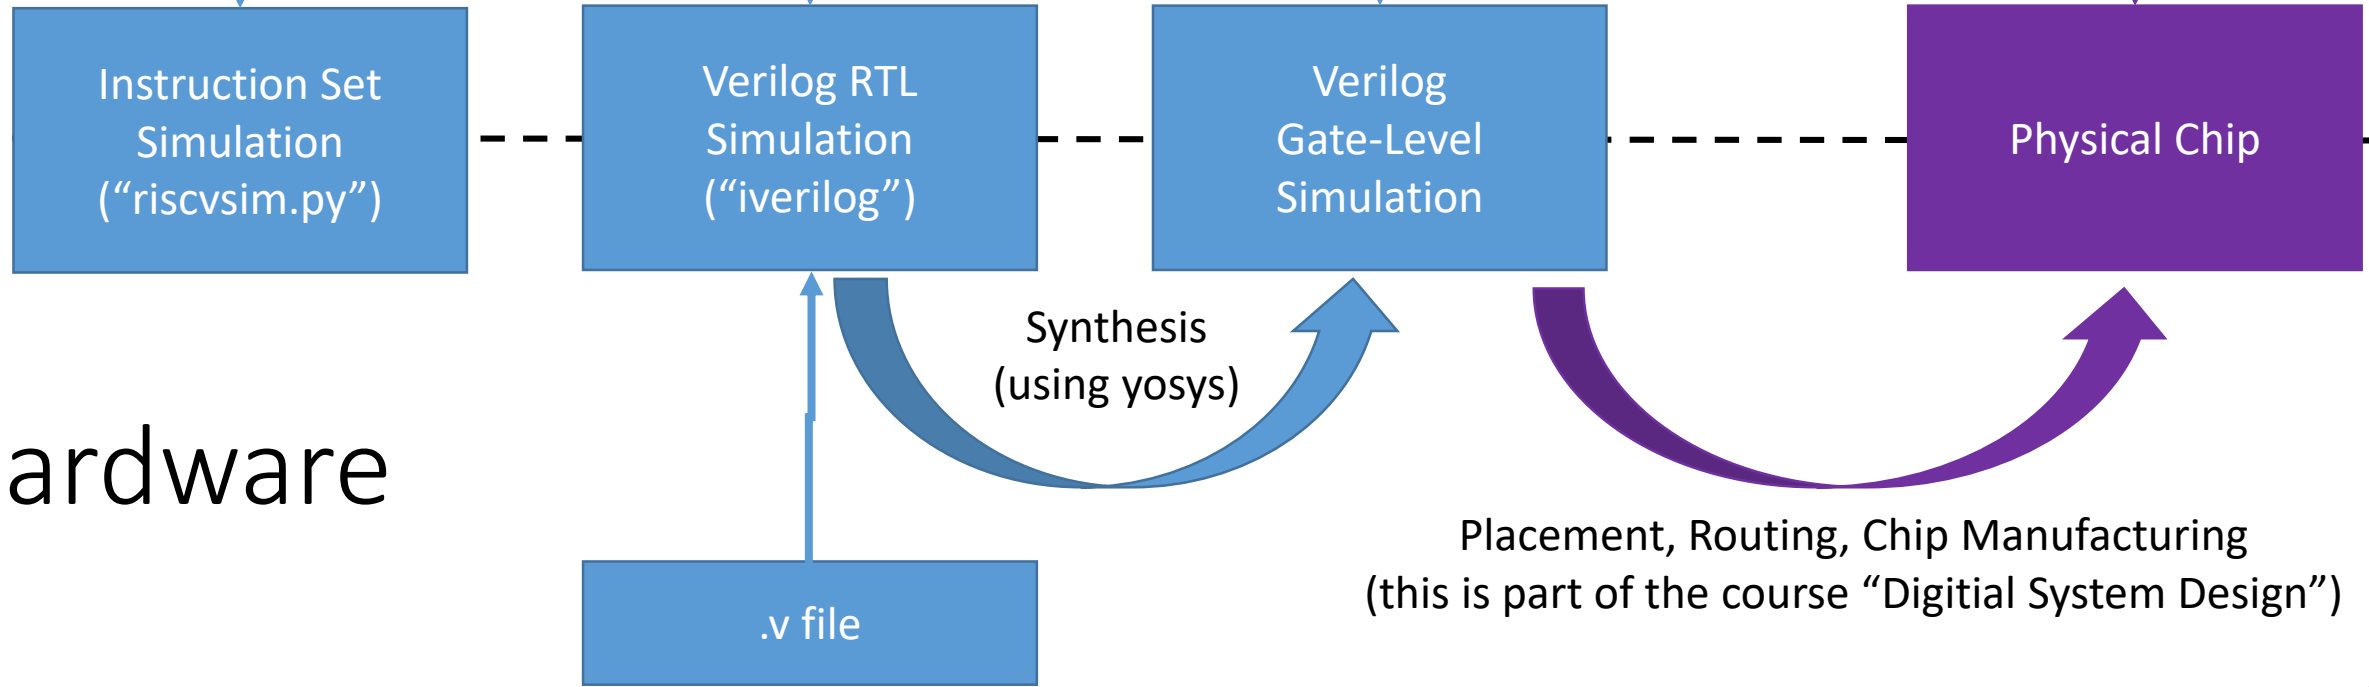 Instruction Set
Simulation
(“riscvsim.py”)
Verilog RTL
Simulation
(“iverilog”)
Verilog
Gate-Level
Simulation
Physical Chip
Synthesis
(using yosys)
ardware
Placement, Routing, Chip Manufacturing
(this is part of the course “Digitial System Design”)
.v file